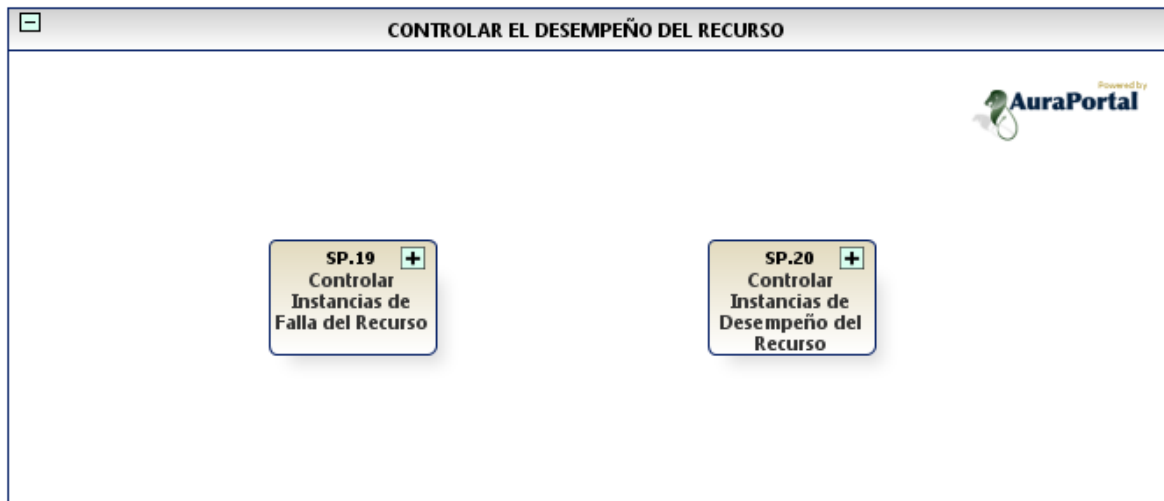 CONTROLAR EL DESEMPEÑO DEL RECURSO
Powered by
AuraPortal
SP.19
Controlar
Instancias de
Falla del Recurso
SP.20
Controlar
Instancias de
Desempeño del
Recurso